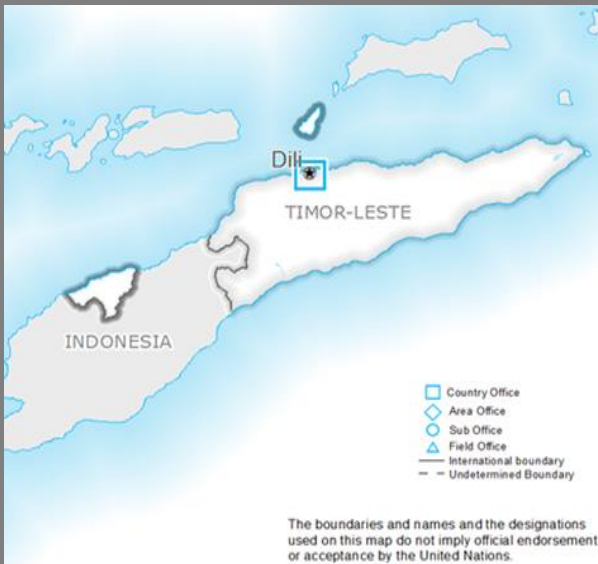 Dili
TIMOR-LESTE
INDONESIA
Country Office
Area Office
Sub Office
Field Office
International boundary
Undetermined Boundary
The boundaries and names and the designations
used on this map do not imply official endorsement
or acceptance by the United Nations.